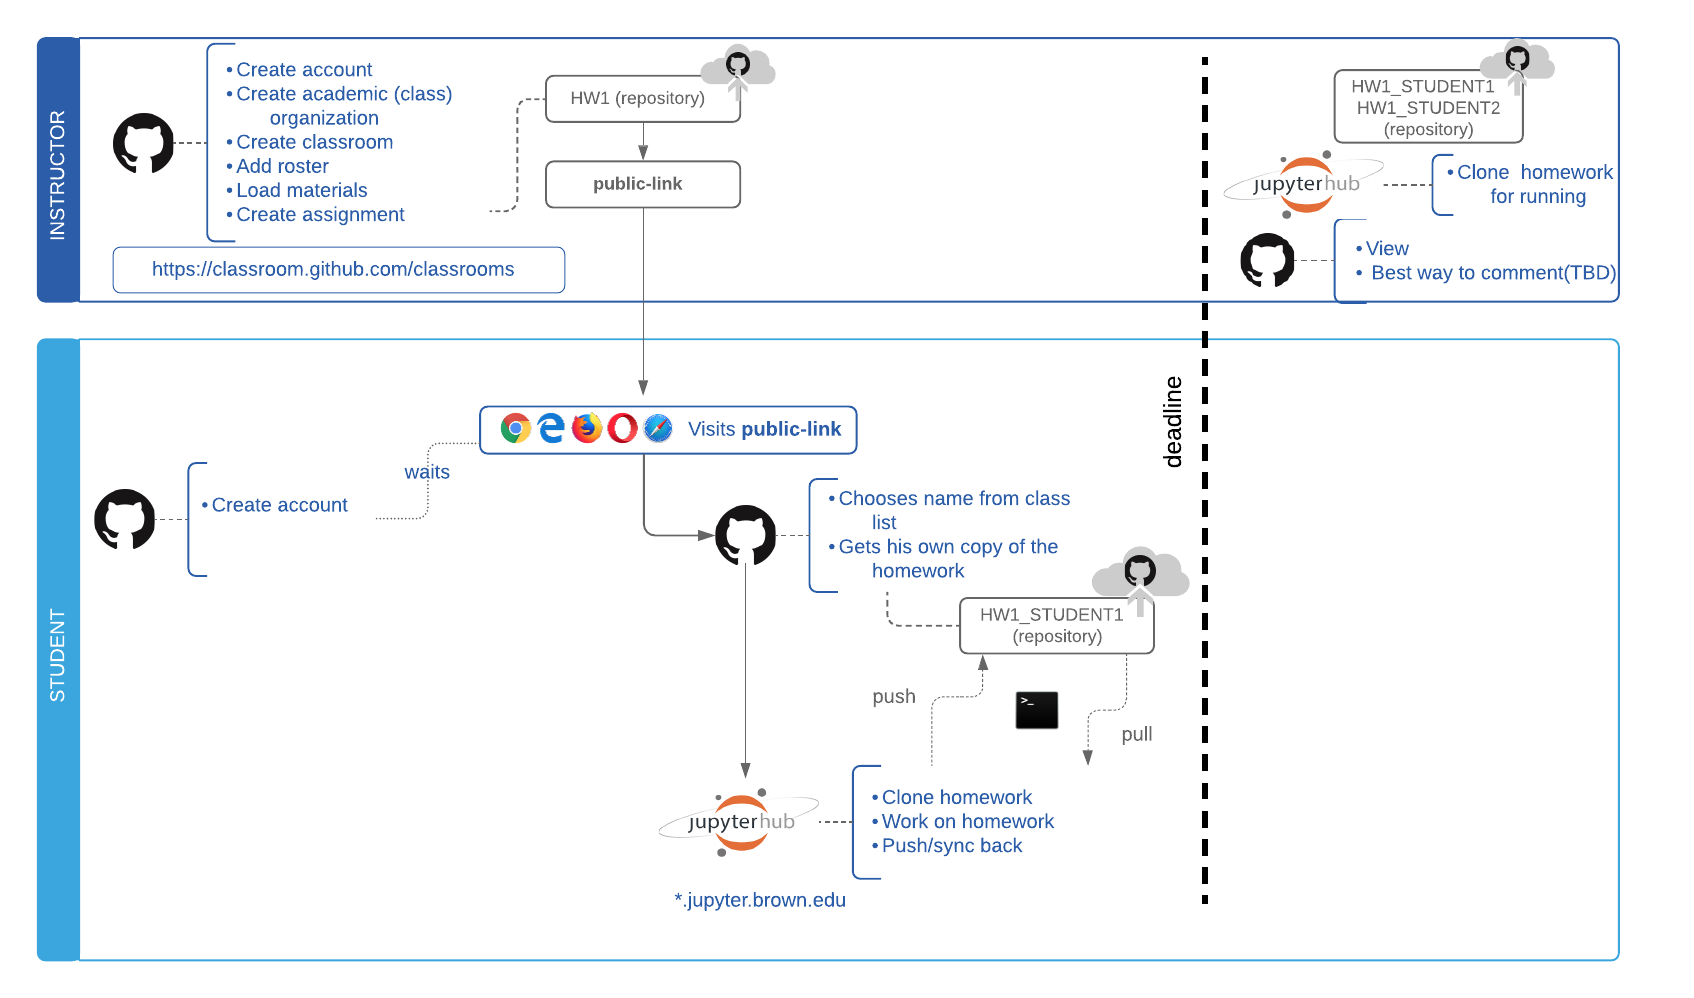 INSTRUCTOR
• Create account
• Create academic (class)
organization
• Create classroom
• Add roster
• Load materials
• Create assignment
https://classroom.github.com/classrooms
HW1 (repository)
public-link
HW1_STUDENT1
HW1_STUDENT2
(repository)
jupyterhub
• Clone  homework
for running
• View
• Best way to comment(TBD)
deadline
STUDENT
Visits public-link
waits
• Create account
• Chooses name from class
list
• Gets his own copy of the
homework
HW1_STUDENT1
(repository)
push
>_
pull
jupyterhub
• Clone homework
• Work on homework
• Push/sync back
*.jupyter.brown.edu